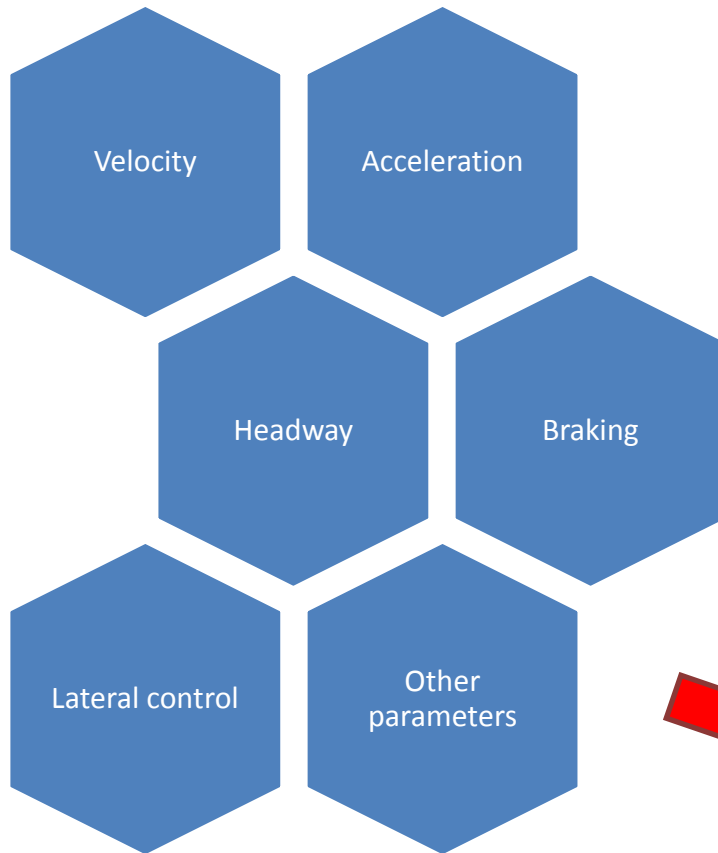 Velocity
Acceleration
Headway
Braking
Lateral control
Other
parameters